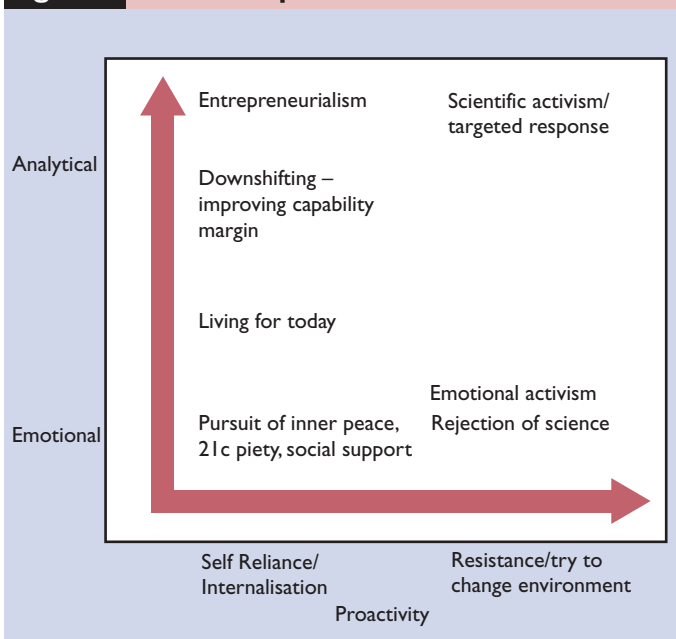 Entrepreneurialism
Scientific activism/
targeted response
Analytical
Downshifting –
improving capability
margin
Living for today
Emotional activism
Emotional
Pursuit of inner peace,
21c piety, social support
Rejection of science
Self Reliance/
Internalisation
Resistance/try to
change environment
Proactivity